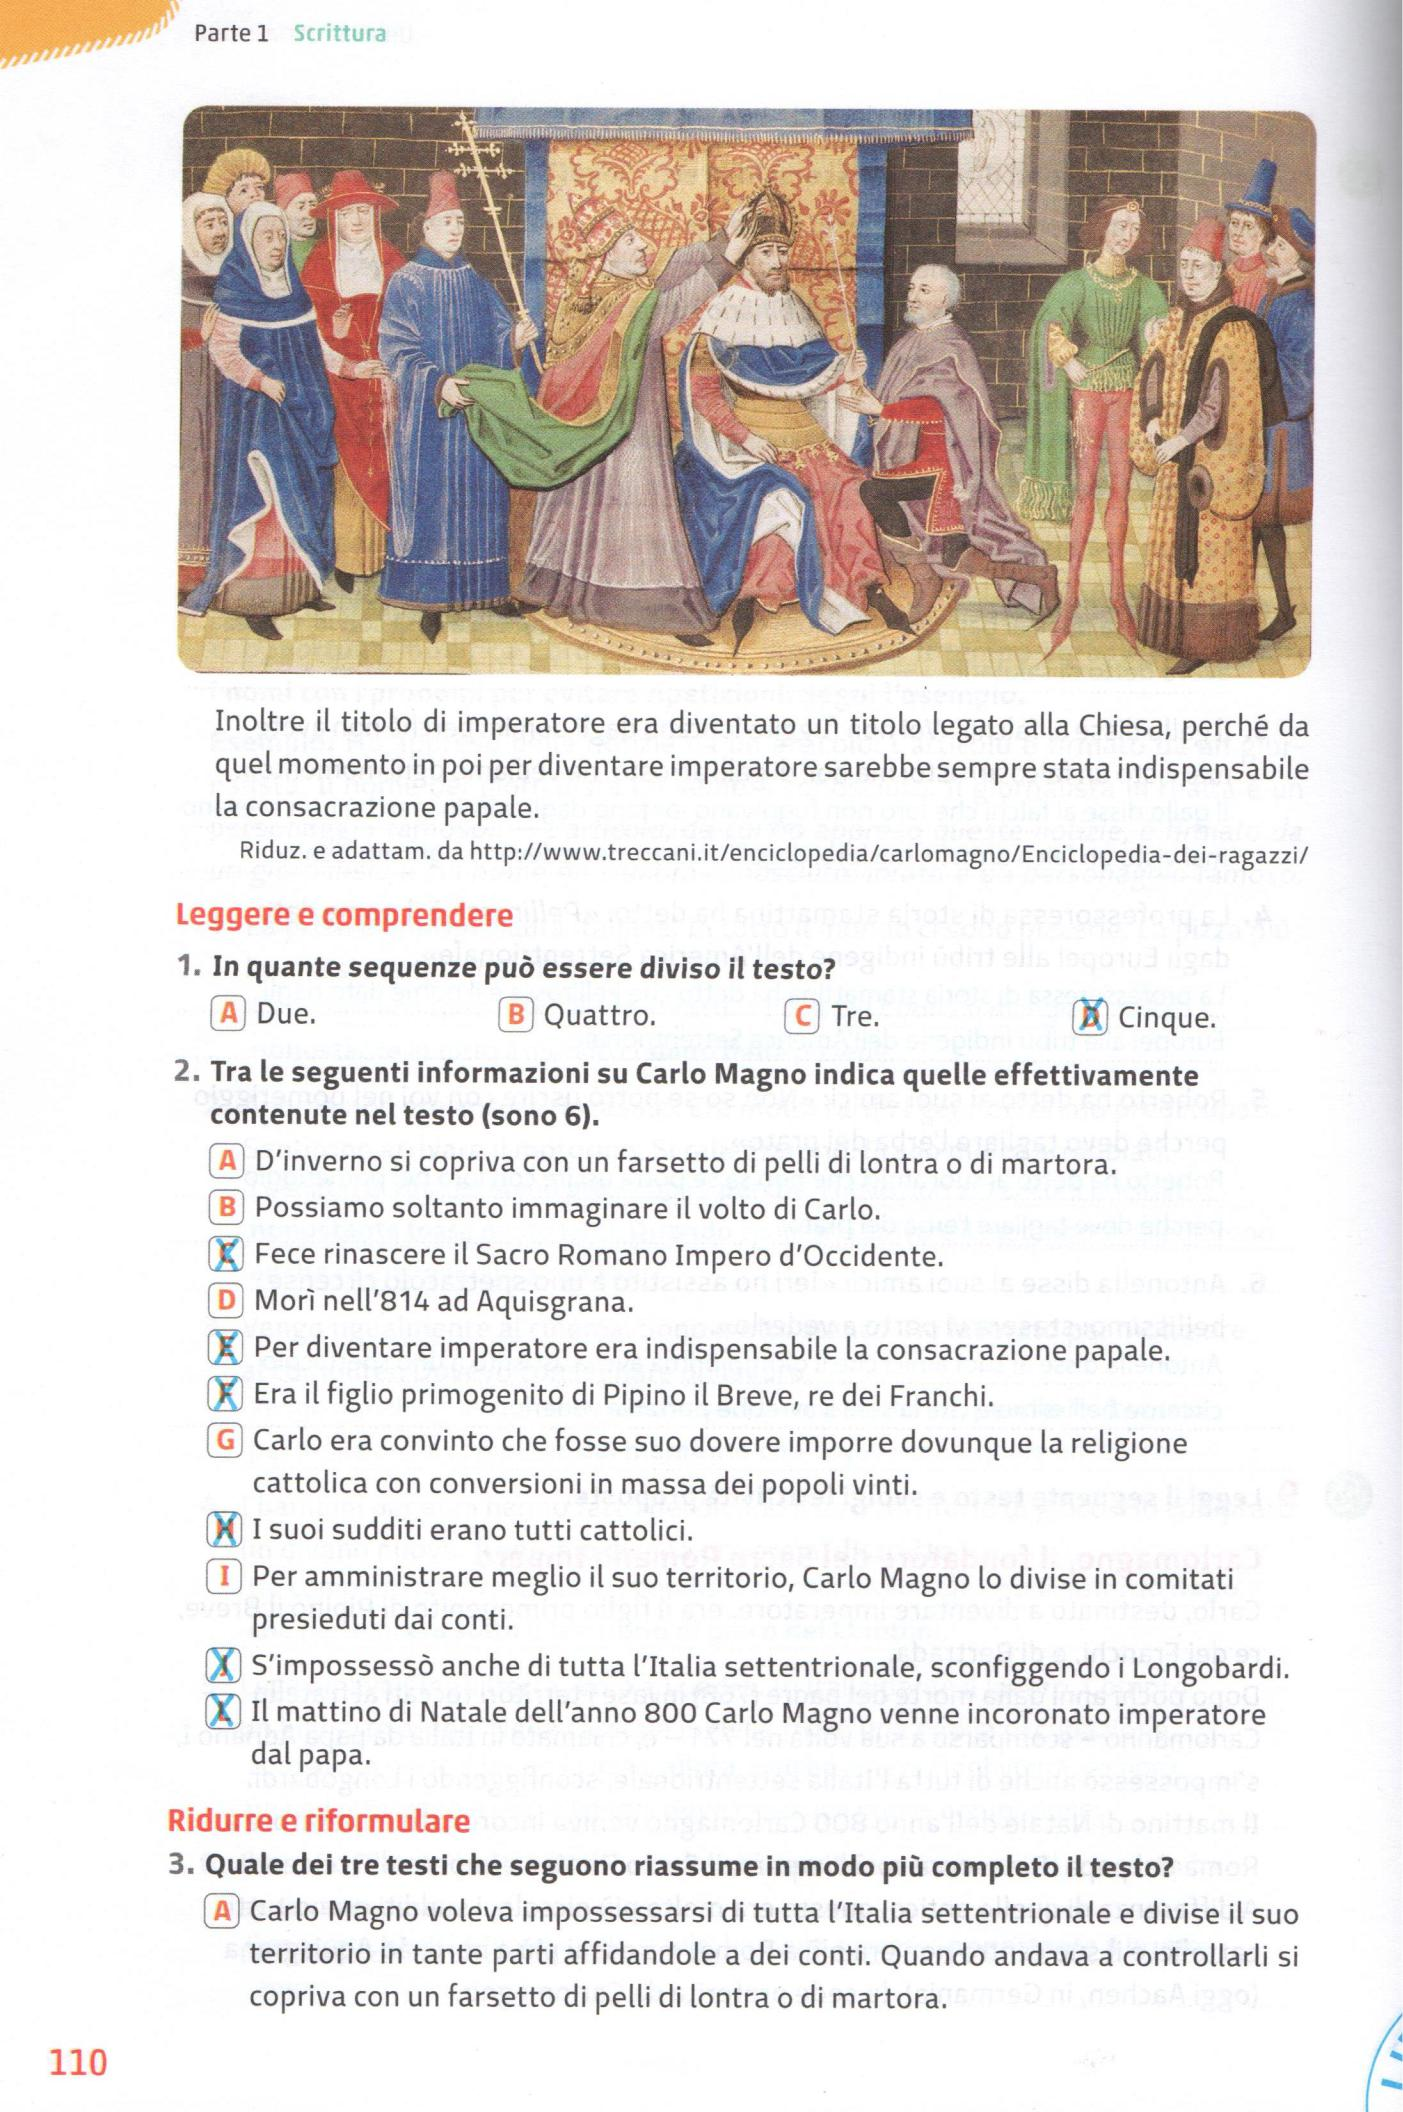 Parte 1 Scrittura
Inoltre il titolo di imperatore era diventato un titolo legato alla Chiesa, perché da
quel momento in poi per diventare imperatore sarebbe sempre stata indispensabile
la consacrazione papale.
Riduz. e adattam. da http://www.treccani.it/enciclopedia/carlomagno/Enciclopedia-dei-ragazzi/
Leggere e comprendere
1. In quante sequenze può essere diviso il testo?
A Due. B Quattro. C Tre. D Cinque.
2. Tra le seguenti informazioni su Carlo Magno indica quelle effettivamente
contenute nel testo (sono 6).
A D'inverno si copriva con un farsetto di pelli di lontra o di martora.
B Possiamo soltanto immaginare il volto di Carlo.
C Fece rinascere il Sacro Romano Impero d'Occidente.
D Morì nell'814 ad Aquisgrana.
E Per diventare imperatore era indispensabile la consacrazione papale.
F Era il figlio primogenito di Pipino il Breve, re dei Franchi.
G Carlo era convinto che fosse suo dovere imporre dovunque la religione
cattolica con conversioni in massa dei popoli vinti.
H I suoi sudditi erano tutti cattolici.
I Per amministrare meglio il suo territorio, Carlo Magno lo divise in comitati
presieduti dai conti.
J S'impossessò anche di tutta l'Italia settentrionale, sconfiggendo i Longobardi.
L Il mattino di Natale dell'anno 800 Carlo Magno venne incoronato imperatore
dal papa.
Ridurre e riformulare
3. Quale dei tre testi che seguono riassume in modo più completo il testo?
A Carlo Magno voleva impossessarsi di tutta l'Italia settentrionale e divise il suo
territorio in tante parti affidandole a dei conti. Quando andava a controllarli si
copriva con un farsetto di pelli di lontra o di martora.
110